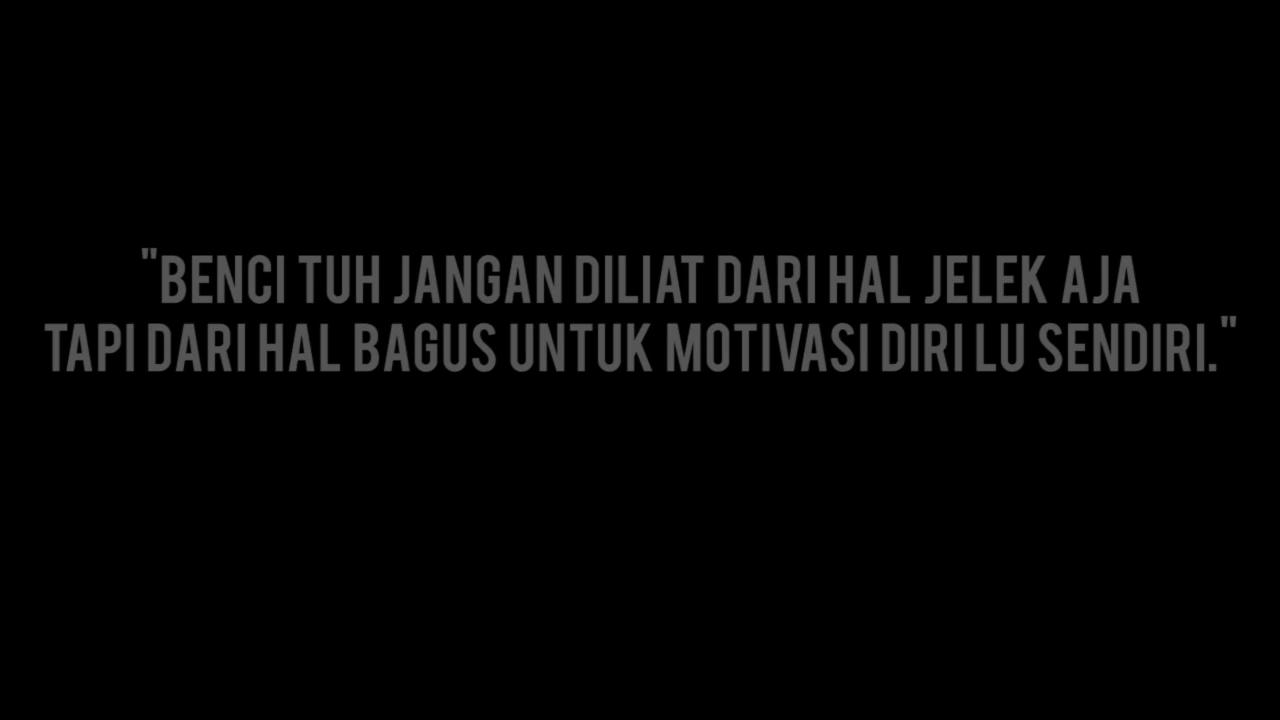 "BENCI TUH JANGAN DILIAT DARI HAL JELEK AJA
TAPI DARI HAL BAGUS UNTUK MOTIVASI DIRI LU SENDIRI."